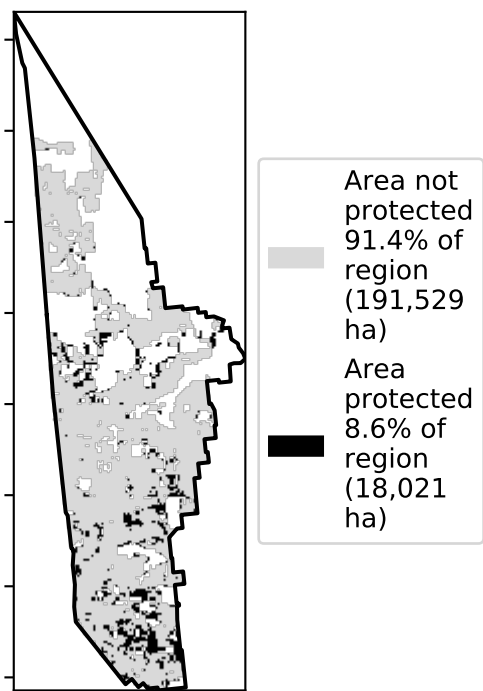 Area not
protected
91.4% of
region
(191,529
ha)
Area
protected
8.6% of
region
(18,021
ha)